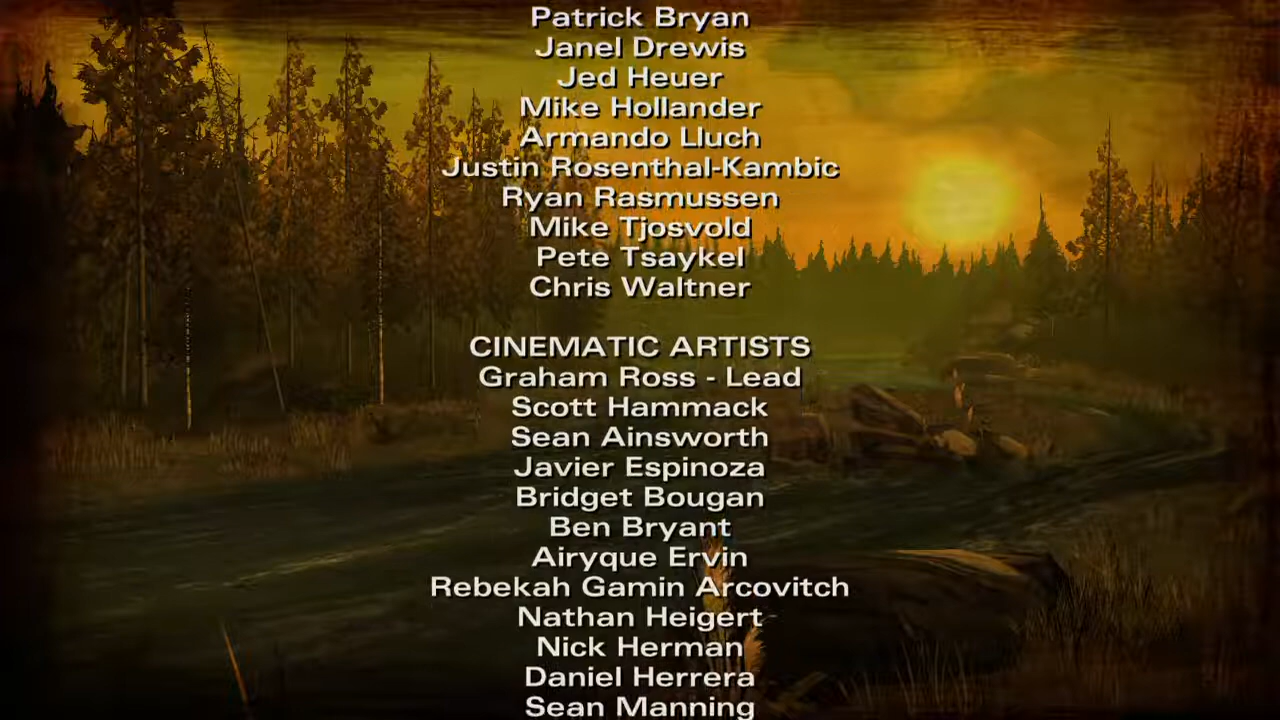 Patrick Bryan
Janel Drewis
Jed Heuer
Mike Hollander
Armando Lluch
Justin Rosenthal-Kambic
Ryan Rasmussen
Mike Tjosvold
Pete Tsaykel
Chris Waltner
CINEMATIC ARTISTS
Graham Ross - Lead
Scott Hammack
Sean Ainsworth
Javier Espinoza
Bridget Bougan
Ben Bryant
Airyque Ervin
Rebekah Gamin Arcovitch
Nathan Heigert
Nick Herman
Daniel Herrera
Sean Manning